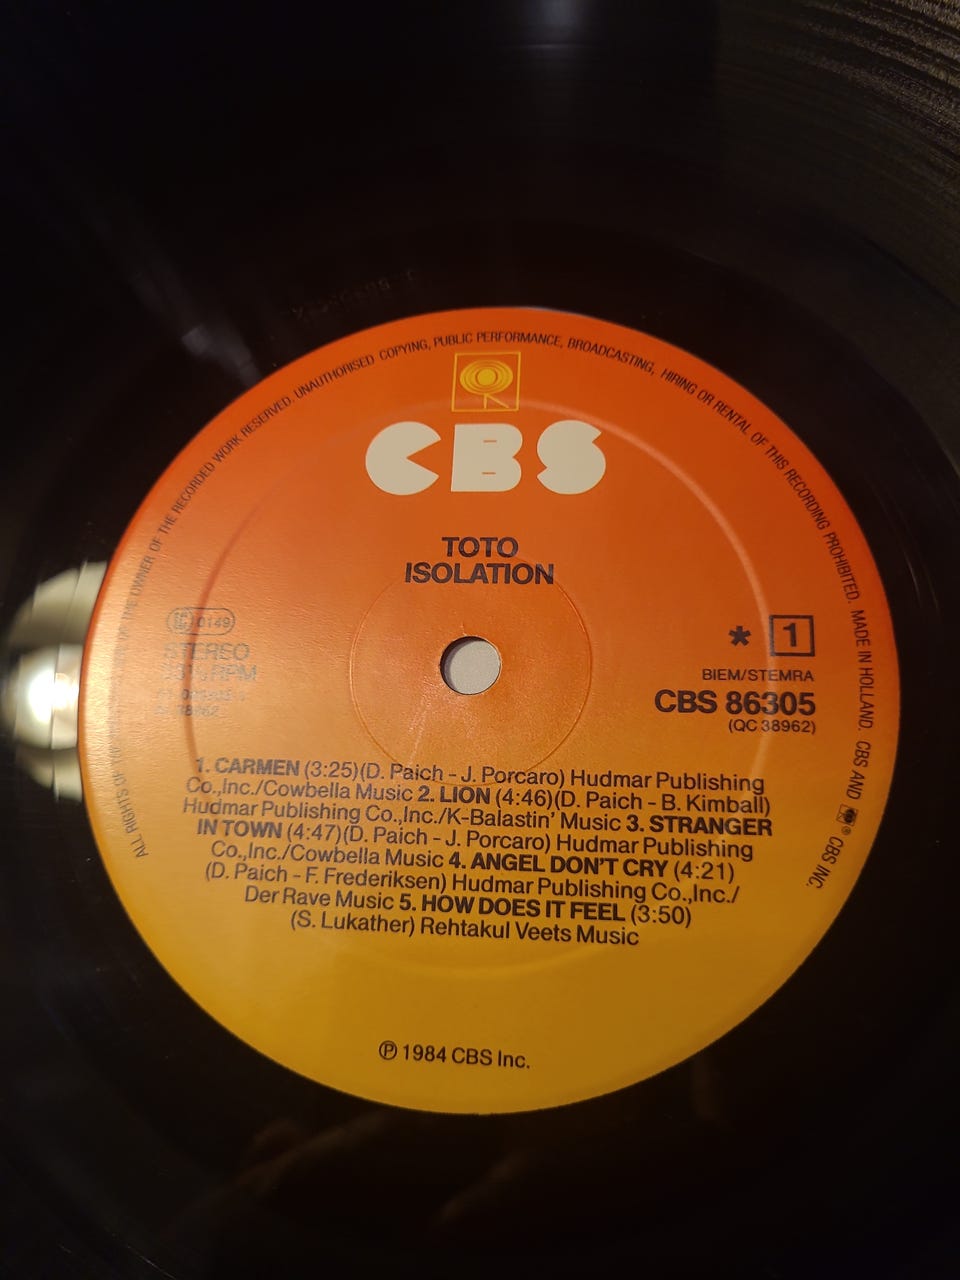 ALL RIGHTS OF THE OWNER OF THE RECORDED WORK RESERVED. UNAUTHORISED COPYING, PUBLIC PERFORMANCE, BROADCASTING, HIRING OR RENTAL OF THIS RECORDING PROHIBITED. MADE IN HOLLAND. CBS AND ® CBS INC.
CBS
TOTO
ISOLATION
0149
STEREO
33⅓ RPM
* 1
BIEM/STEMRA
CBS 86305
(QC 38962)
1. CARMEN (3:25)(D. Paich - J. Porcaro) Hudmar Publishing
Co.,Inc./Cowbella Music 2. LION (4:46)(D. Paich - B. Kimball)
Hudmar Publishing Co.,Inc./K-Balastin' Music 3. STRANGER
IN TOWN (4:47)(D. Paich - J. Porcaro) Hudmar Publishing
Co.,Inc./Cowbella Music 4. ANGEL DON'T CRY (4:21)
(D. Paich - F. Frederiksen) Hudmar Publishing Co.,Inc./
Der Rave Music 5. HOW DOES IT FEEL (3:50)
(S. Lukather) Rehtakul Veets Music
℗ 1984 CBS Inc.